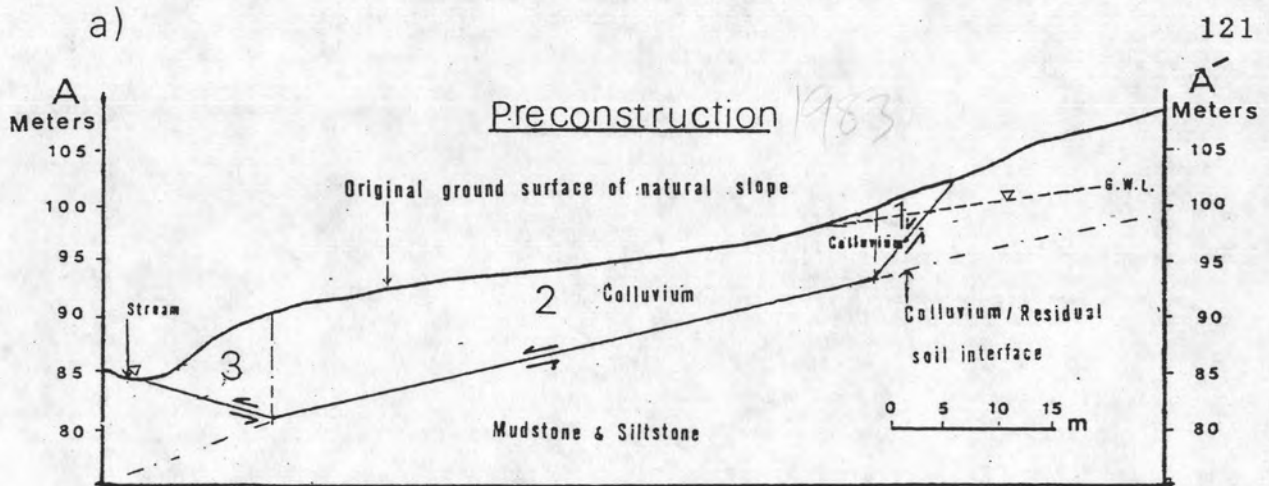 a)
121
A
A'
Meters
Preconstruction
1983
Meters
105
105
Original ground surface of natural slope
G.W.L.
100
100
1
Colluvium
95
95
2
Colluvium
Stream
90
90
Colluvium/Residual
soil interface
3
85
85
0 5 10 15
m
80
80
Mudstone & Siltstone